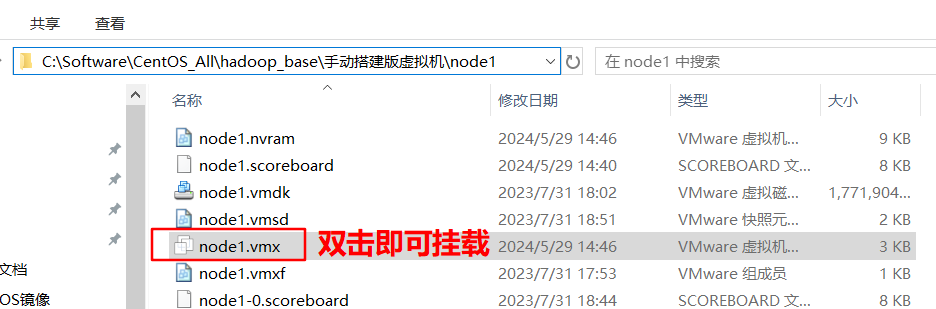 共享 查看
C:\Software\CentOS_All\hadoop_base\手动搭建版虚拟机\node1 在 node1 中搜索
名称 修改日期 类型 大小
node1.nvram 2024/5/29 14:46 VMware 虚拟机... 9 KB
node1.scoreboard 2024/5/29 14:40 SCOREBOARD 文... 8 KB
node1.vmdk 2023/7/31 18:02 VMware 虚拟磁... 1,771,904...
node1.vmsd 2023/7/31 18:51 VMware 快照元... 2 KB
node1.vmx 双击即可挂载 2024/5/29 14:46 VMware 虚拟机... 3 KB
node1.vmxf 2023/7/31 17:53 VMware 组成员 1 KB
文档
node1-0.scoreboard 2023/7/31 18:44 SCOREBOARD 文... 8 KB
OS镜像